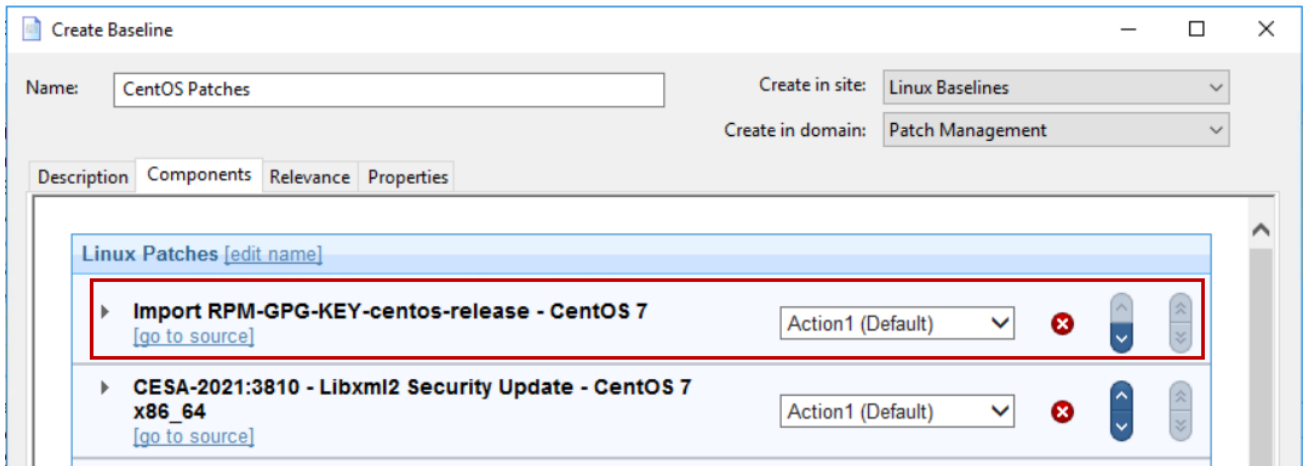 Create Baseline
Name: CentOS Patches
Create in site: Linux Baselines
Create in domain: Patch Management
Description Components Relevance Properties
Linux Patches [edit name]
Import RPM-GPG-KEY-centos-release - CentOS 7
Action1 (Default)
[go to source]
CESA-2021:3810 - Libxml2 Security Update - CentOS 7
x86_64
Action1 (Default)
[go to source]